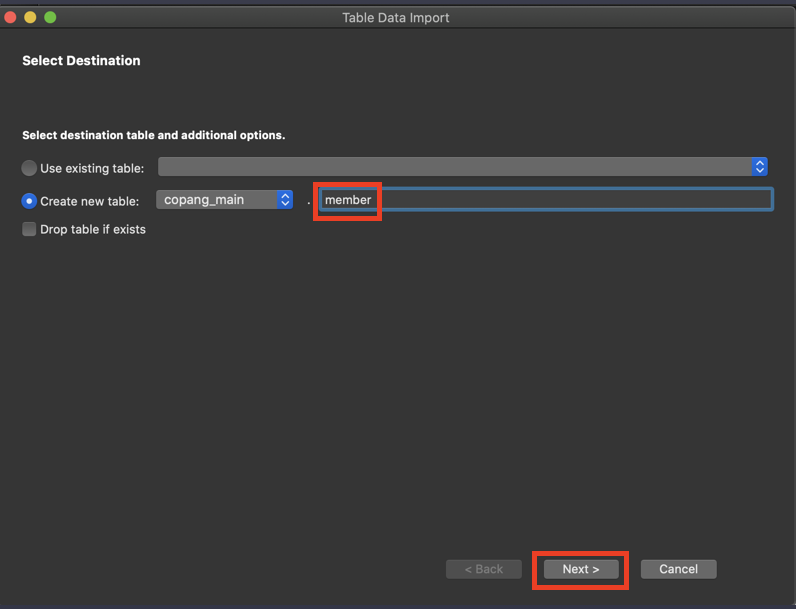 Table Data Import
Select Destination
Select destination table and additional options.
Use existing table:
Create new table: copang_main . member
Drop table if exists
< Back Next > Cancel